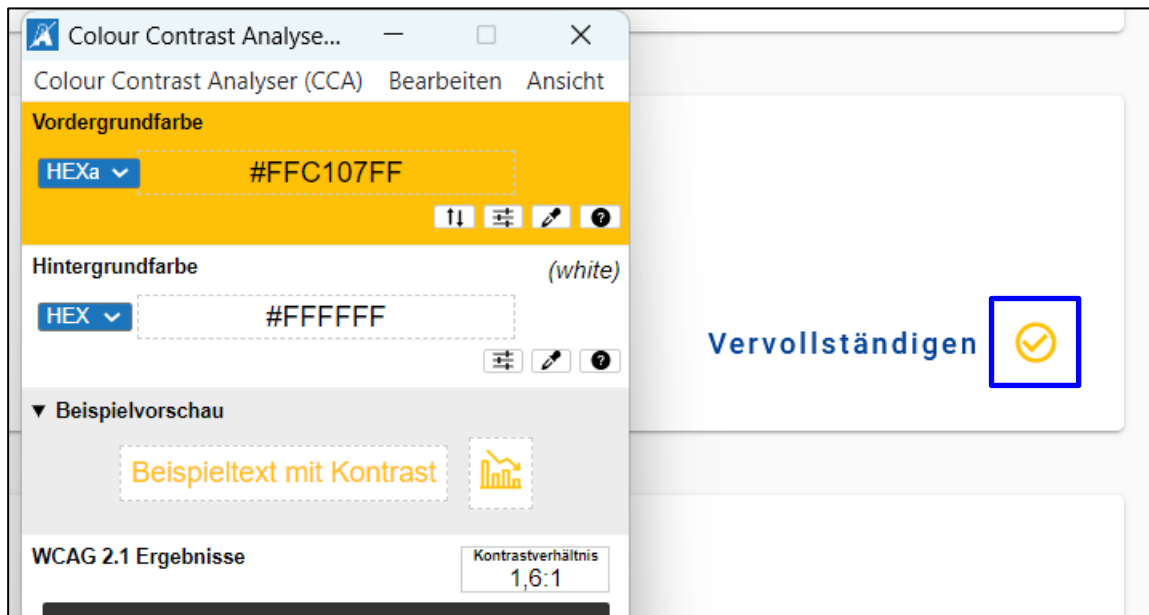 Colour Contrast Analyse...
Colour Contrast Analyser (CCA) Bearbeiten Ansicht
Vordergrundfarbe
HEXa #FFC107FF
Hintergrundfarbe (white)
HEX #FFFFFF
Vervollständigen
▼ Beispielvorschau
Beispieltext mit Kontrast
WCAG 2.1 Ergebnisse
Kontrastverhältnis
1,6:1